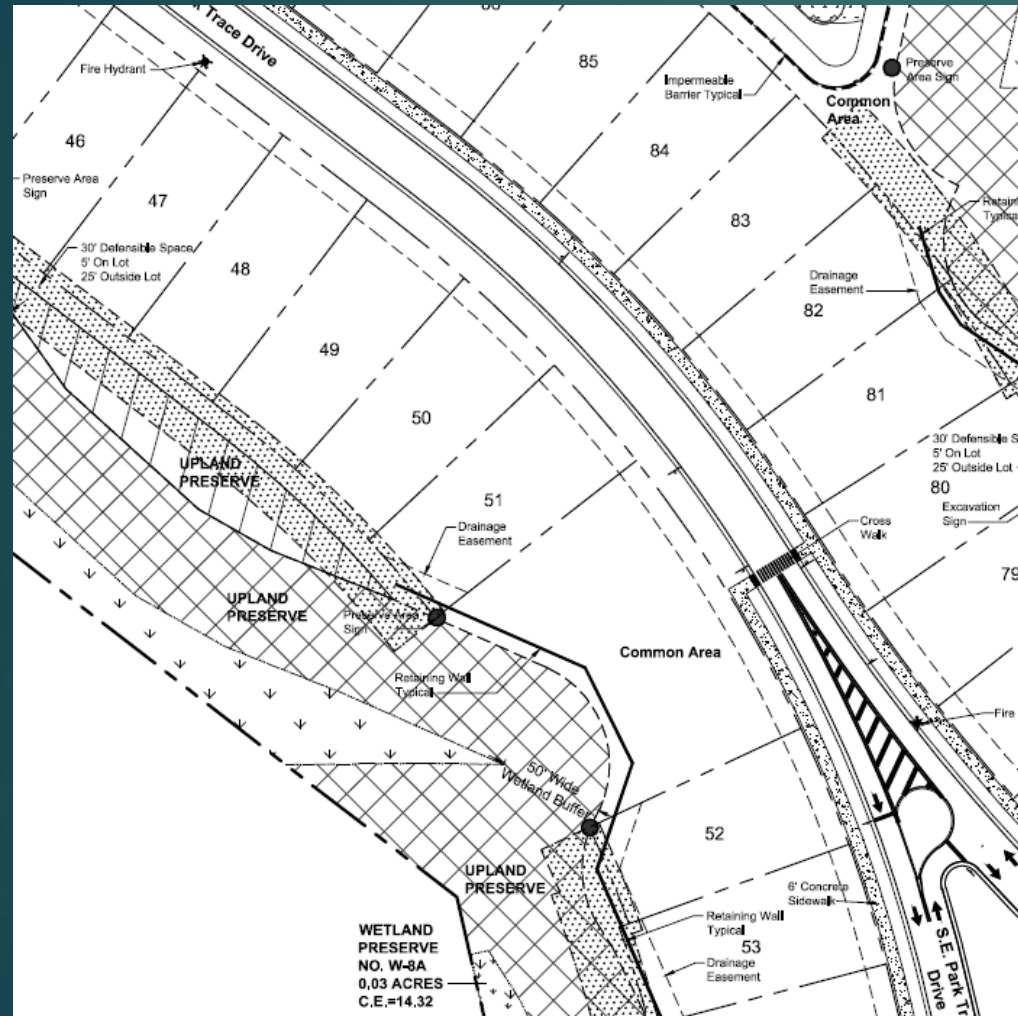 Trace Drive
Fire Hydrant
85
Impermeable
Barrier Typical
Preserve
Area Sign
Common
Area
46
84
Preserve Area
Sign
47
83
30' Defensible Space
5' On Lot
25' Outside Lot
48
Drainage
Easement
82
49
81
50
30' Defensible
5' On Lot
25' Outside Lot
80
UPLAND
PRESERVE
51
Excavation
Sign
Drainage
Easement
Cross
Walk
79
UPLAND
PRESERVE
Preserve Area
Sign
Common Area
Retaining Wall
Typical
Fire
50' Wide
Wetland Buffer
52
UPLAND
PRESERVE
6' Concrete
Sidewalk
WETLAND
PRESERVE
NO. W-8A
0.03 ACRES
C.E.=14.32
Retaining Wall
Typical
53
Drainage
Easement
S.E. Park
Drive